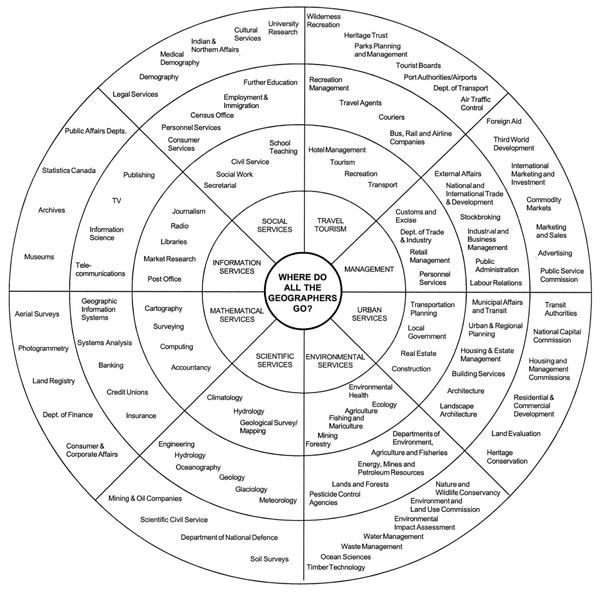 WHERE DO
ALL THE
GEOGRAPHERS
GO?
SOCIAL
SERVICES
Secretarial
Social Work
Civil Service
School
Teaching
Consumer
Services
Personnel Services
Census Office
Employment &
Immigration
Further Education
Legal Services
Demography
Medical
Demography
Indian &
Northern Affairs
Cultural
Services
University
Research
TRAVEL
TOURISM
Hotel Management
Tourism
Recreation
Transport
Recreation
Management
Travel Agents
Couriers
Bus, Rail and Airline
Companies
Wilderness
Recreation
Heritage Trust
Parks Planning
and Management
Tourist Boards
Port Authorities/Airports
Dept. of Transport
Air Traffic
Control
MANAGEMENT
Customs and
Excise
Dept. of Trade
& Industry
Retail
Management
Personnel
Services
External Affairs
National and
International Trade
& Development
Stockbroking
Industrial and
Business
Management
Public
Administration
Labour Relations
Foreign Aid
Third World
Development
International
Marketing and
Investment
Commodity
Markets
Marketing
and Sales
Advertising
Public Service
Commission
URBAN
SERVICES
Transportation
Planning
Local
Government
Real Estate
Construction
Municipal Affairs
and Transit
Urban & Regional
Planning
Housing & Estate
Management
Building Services
Architecture
Landscape
Architecture
Transit
Authorities
National Capital
Commission
Housing and
Management
Commissions
Residential &
Commercial
Development
Land Evaluation
Heritage
Conservation
ENVIRONMENTAL
SERVICES
Environmental
Health
Ecology
Agriculture
Fishing and
Mariculture
Mining
Forestry
Departments of
Environment,
Agriculture and Fisheries
Energy, Mines and
Petroleum Resources
Lands and Forests
Pesticide Control
Agencies
Nature and
Wildlife Conservancy
Environment and
Land Use Commission
Environmental
Impact Assessment
Water Management
Waste Management
Ocean Sciences
Timber Technology
SCIENTIFIC
SERVICES
Climatology
Hydrology
Geological Survey/
Mapping
Engineering
Hydrology
Oceanography
Geology
Glaciology
Meteorology
Mining & Oil Companies
Scientific Civil Service
Department of National Defence
Soil Surveys
MATHEMATICAL
SERVICES
Cartography
Surveying
Computing
Accountancy
Geographic
Information
Systems
Systems Analysis
Banking
Credit Unions
Insurance
Aerial Surveys
Photogrammetry
Land Registry
Dept. of Finance
Consumer &
Corporate Affairs
INFORMATION
SERVICES
Journalism
Radio
Libraries
Market Research
Post Office
Publishing
TV
Information
Science
Tele-
communications
Public Affairs Depts.
Statistics Canada
Archives
Museums